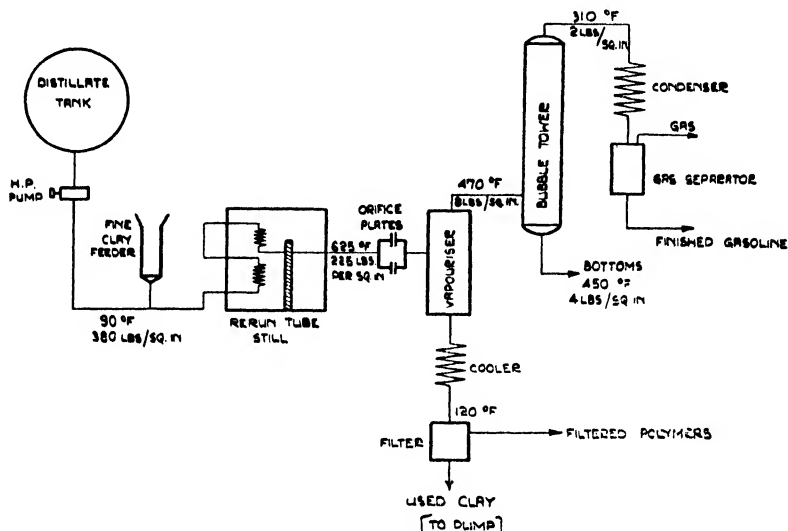 DISTILLATE
TANK
H.P.
PUMP
FINE
CLAY
FEEDER
90 °F
380 LBS/SQ. IN
RERUN TUBE
STILL
625 °F
225 LBS.
PER SQ. IN
ORIFICE
PLATES
VAPOURISER
470 °F
8LBS/SQ. IN.
BUBBLE TOWER
310 °F
2 LBS/
SQ. IN
CONDENSER
GAS
GAS SEPARATOR
FINISHED GASOLINE
BOTTOMS
450 °F
4 LBS/SQ. IN
COOLER
120 °F
FILTER
FILTERED POLYMERS
USED CLAY
[TO DUMP]